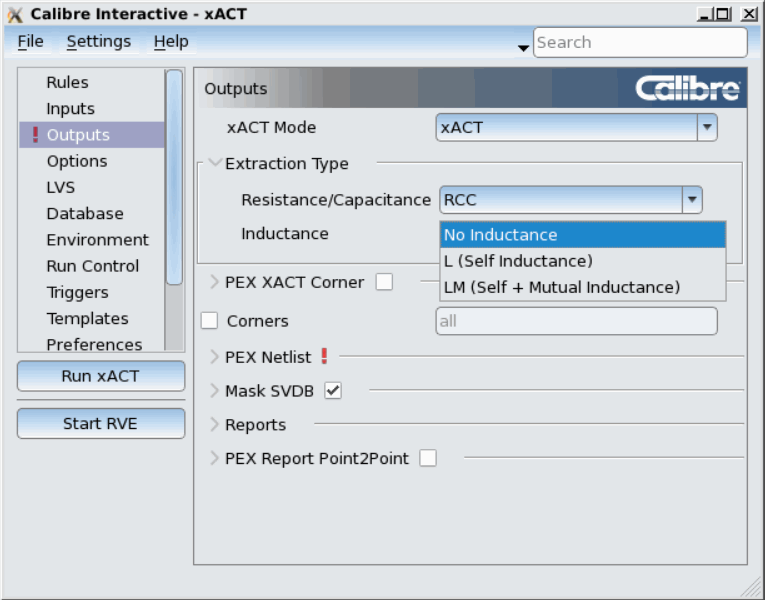 Calibre Interactive - xACT
File Settings Help
Search
Rules
Inputs
! Outputs
Options
LVS
Database
Environment
Run Control
Triggers
Templates
Preferences
Run xACT
Start RVE
Outputs
Calibre
xACT Mode xACT
Extraction Type
Resistance/Capacitance RCC
Inductance
No Inductance
L (Self Inductance)
LM (Self + Mutual Inductance)
PEX XACT Corner
Corners all
PEX Netlist !
Mask SVDB
Reports
PEX Report Point2Point